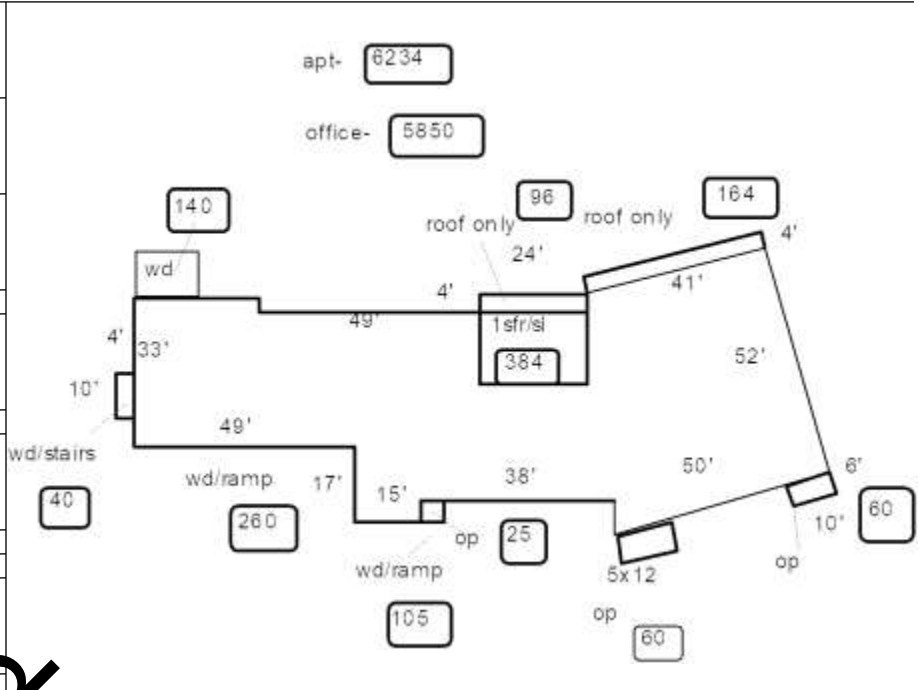 apt- 6234
office- 5850
140
96
164
roof only
roof only
4'
24'
wd
4'
41'
49'
1sfr/si
4'
33'
384
52'
10'
49'
wd/stairs
wd/ramp
17'
15'
38'
50'
6'
40
260
op
25
10'
60
wd/ramp
op
5x12
105
op
60